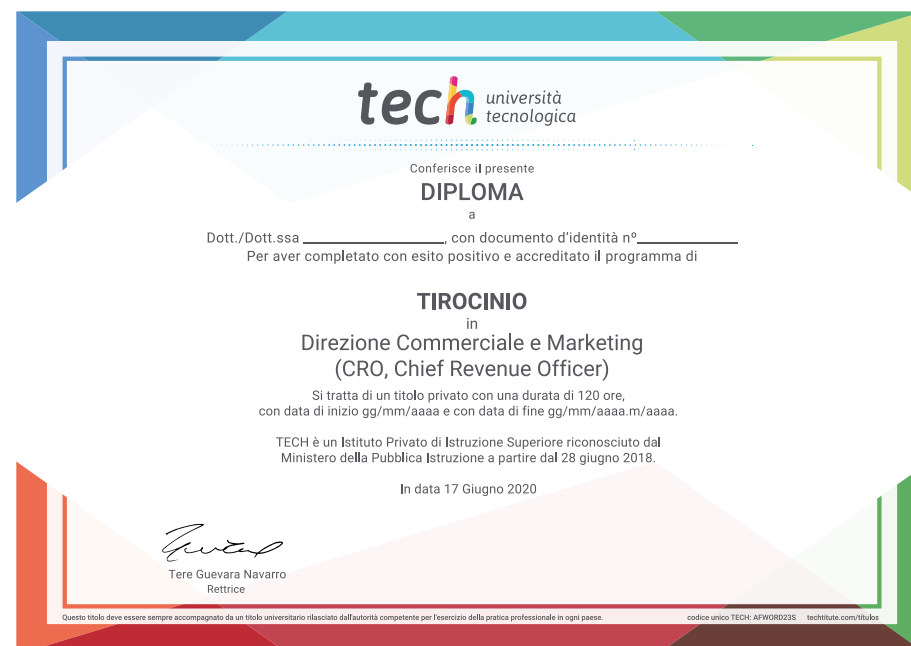 tech università
tecnologica
Conferisce il presente
DIPLOMA
a
Dott./Dott.ssa ____________________, con documento d'identità nº______________
Per aver completato con esito positivo e accreditato il programma di
TIROCINIO
in
Direzione Commerciale e Marketing
(CRO, Chief Revenue Officer)
Si tratta di un titolo privato con una durata di 120 ore,
con data di inizio gg/mm/aaaa e con data di fine gg/mm/aaaa.m/aaaa.
TECH è un Istituto Privato di Istruzione Superiore riconosciuto dal
Ministero della Pubblica Istruzione a partire dal 28 giugno 2018.
In data 17 Giugno 2020
Tere Guevara Navarro
Rettrice
Questo titolo deve essere sempre accompagnato da un titolo universitario rilasciato dall'autorità competente per l'esercizio della pratica professionale in ogni paese. codice unico TECH: AFWORD23S techtitute.com/titulos